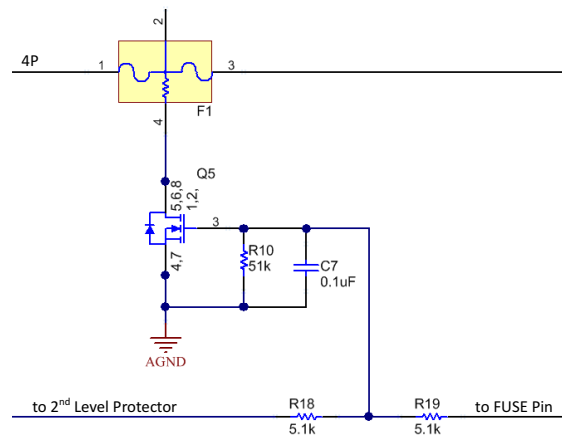 2
4P
1
3
F1
4
Q5
5,6,8
1,2,
3
4,7
R10
51k
C7
0.1uF
AGND
to 2nd Level Protector
R18
5.1k
R19
5.1k
to FUSE Pin